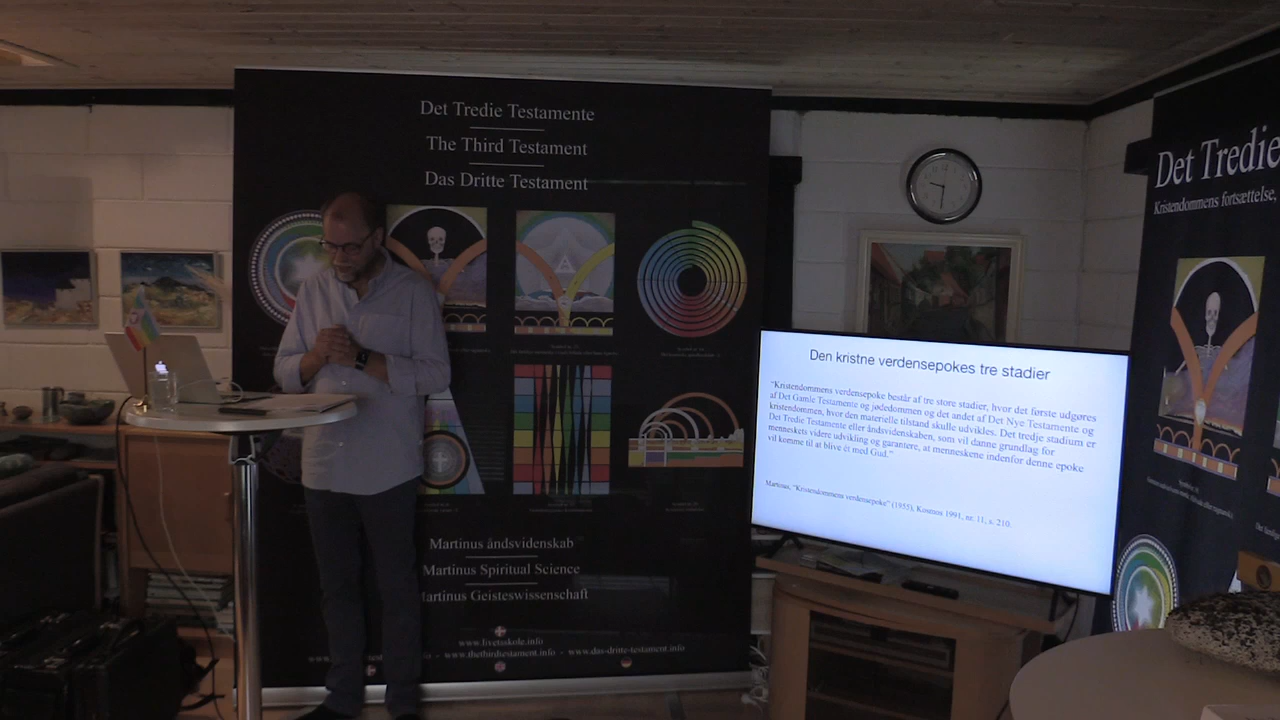 Det Tredie Testamente
The Third Testament
Das Dritte Testament
Martinus åndsvidenskab
Martinus Spiritual Science
Martinus Geisteswissenschaft
www.livetsskole.info
www.thethirdtestament.info - www.das-dritte-testament.info
Den kristne verdensepokes tre stadier
"Kristendommens verdensepoke består af tre store stadier, hvor det første udgøres
af Det Gamle Testamente og jødedommen og det andet af Det Nye Testamente og
kristendommen, hvor den materielle tilstand skulle udvikles. Det tredje stadium er
Det Tredie Testamente eller åndsvidenskaben, som vil danne grundlag for
menneskets videre udvikling og garantere, at menneskene indenfor denne epoke
vil komme til at blive ét med Gud."
Martinus, "Kristendommens verdensepoke" (1955), Kosmos 1991, nr. 11, s. 210.
Det Tredie
Kristendommens fortsættelse,